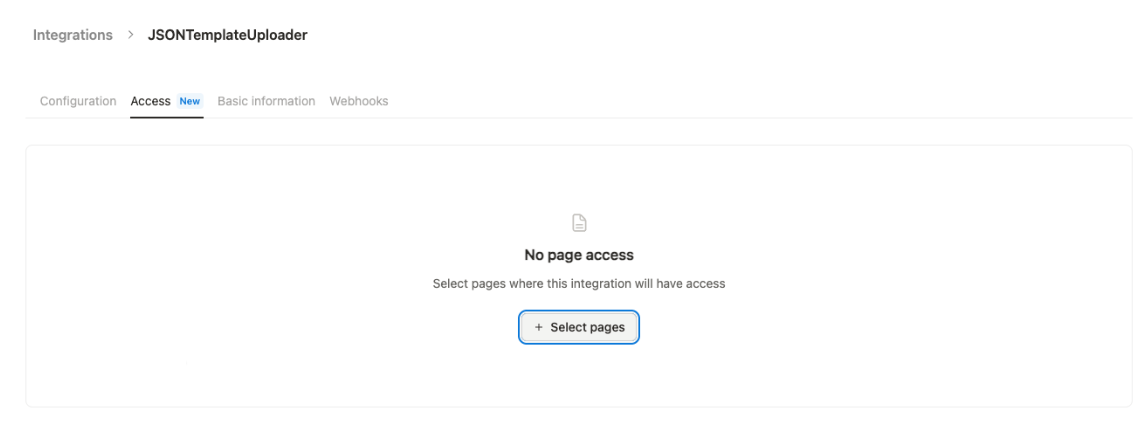 Integrations > JSONTemplateUploader
Configuration Access New Basic information Webhooks
No page access
Select pages where this integration will have access
+ Select pages